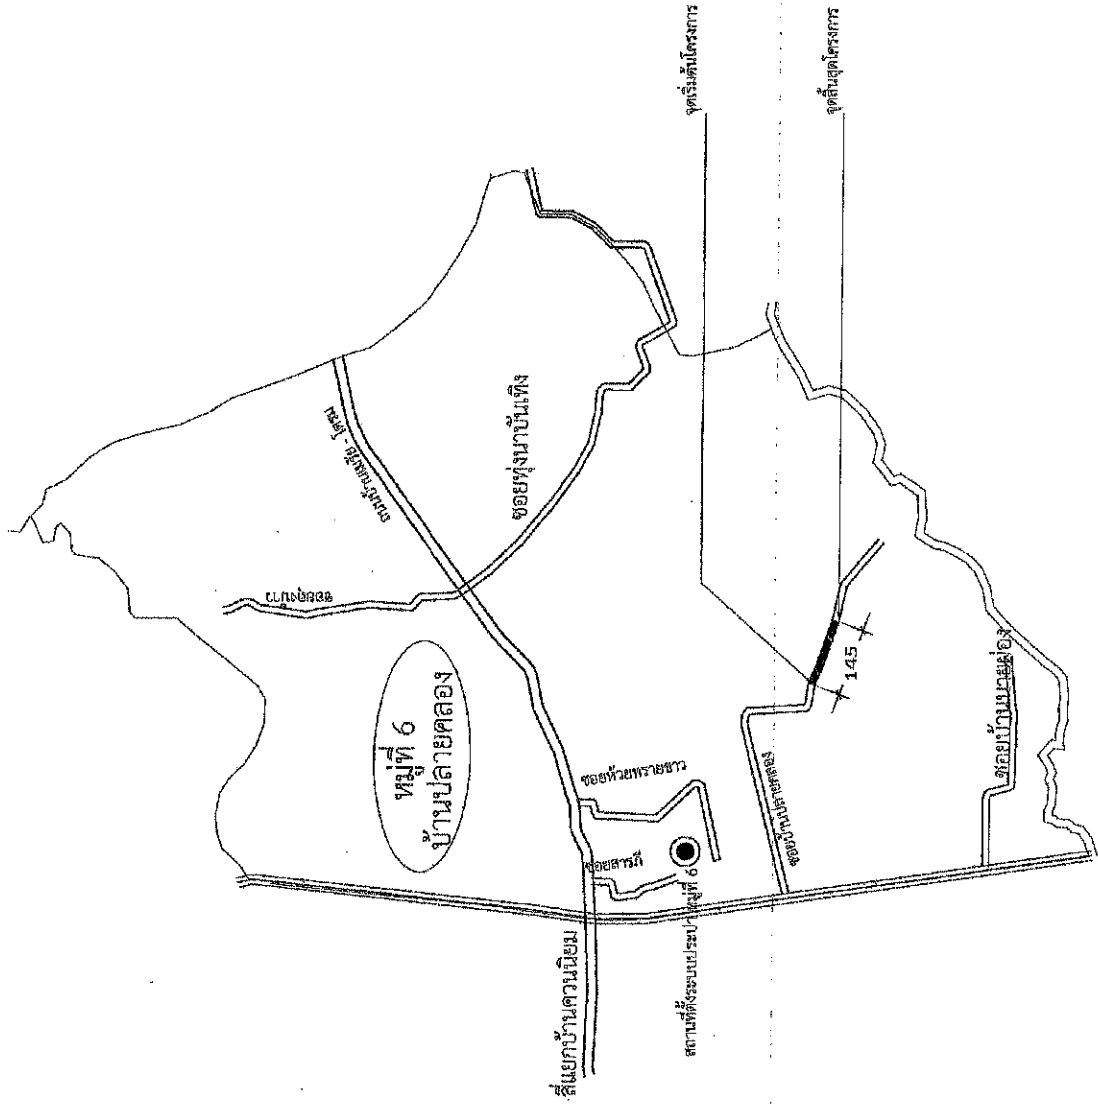 จุดเริ่มต้นโครงการ
จุดสิ้นสุดโครงการ
ซอยทุ่งนาบันเทิง
หมู่ที่ 6
บ้านปลายคลอง
ซอยห้วยทรายขาว
ซอยสารภี
ซอยบ้านปลายคลอง
145
สถานที่ตั้งระบบประปา หมู่ที่ 6
สี่แยกบ้านควนนิยม